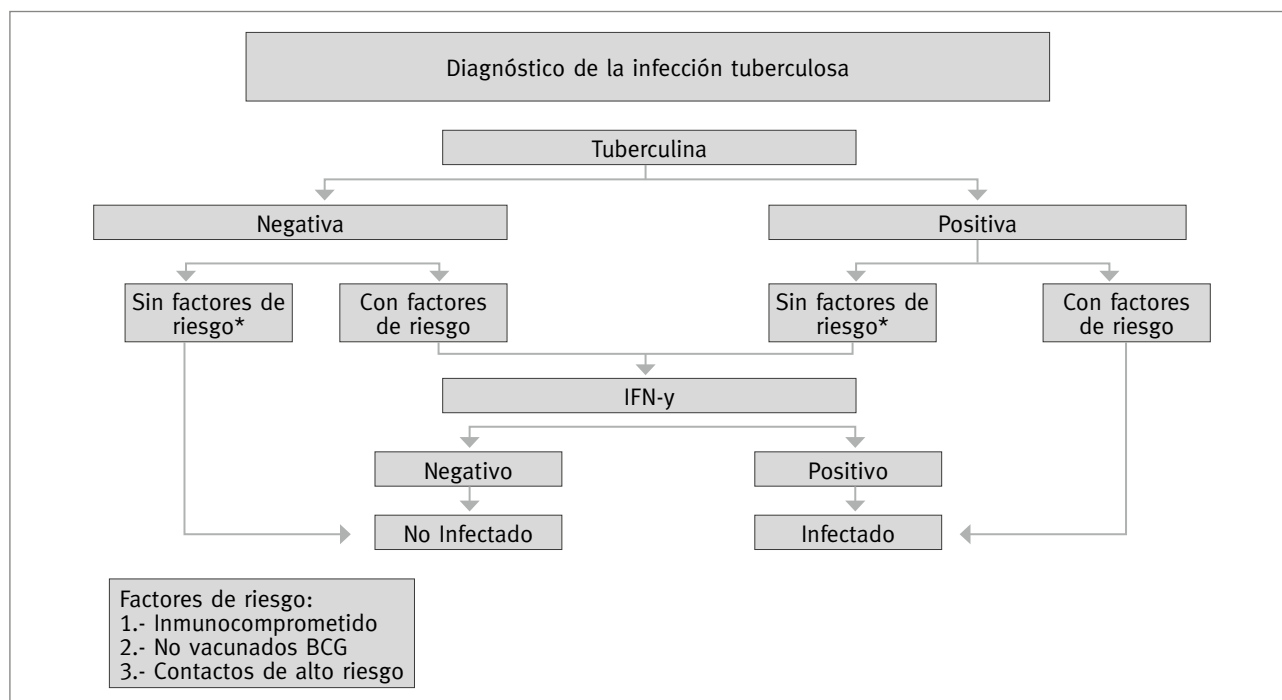 Diagnóstico de la infección tuberculosa
Tuberculina
Negativa
Positiva
Sin factores de
riesgo*
Con factores
de riesgo
Sin factores de
riesgo*
Con factores
de riesgo
IFN-y
Negativo
Positivo
No Infectado
Infectado
Factores de riesgo:
1.- Inmunocomprometido
2.- No vacunados BCG
3.- Contactos de alto riesgo